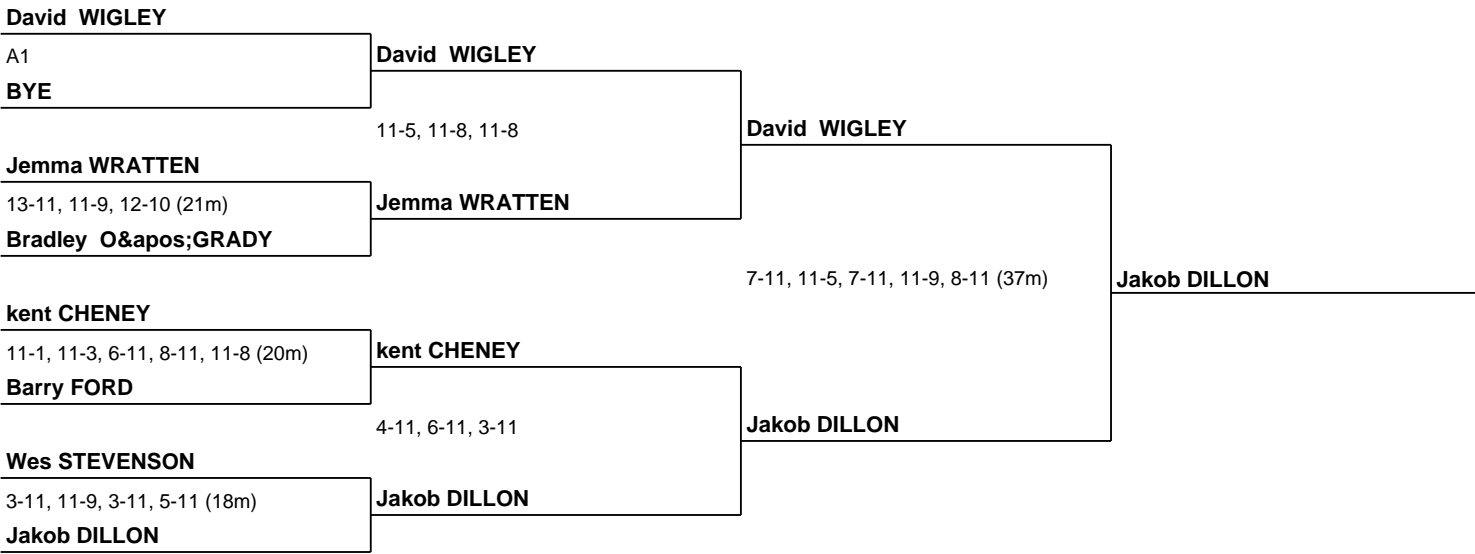 David  WIGLEY
A1
BYE
Jemma WRATTEN
13-11, 11-9, 12-10 (21m)
Bradley  O&apos;GRADY
kent CHENEY
11-1, 11-3, 6-11, 8-11, 11-8 (20m)
Barry FORD
Wes STEVENSON
3-11, 11-9, 3-11, 5-11 (18m)
Jakob DILLON
David  WIGLEY
11-5, 11-8, 11-8
Jemma WRATTEN
kent CHENEY
4-11, 6-11, 3-11
Jakob DILLON
David  WIGLEY
7-11, 11-5, 7-11, 11-9, 8-11 (37m)
Jakob DILLON
Jakob DILLON